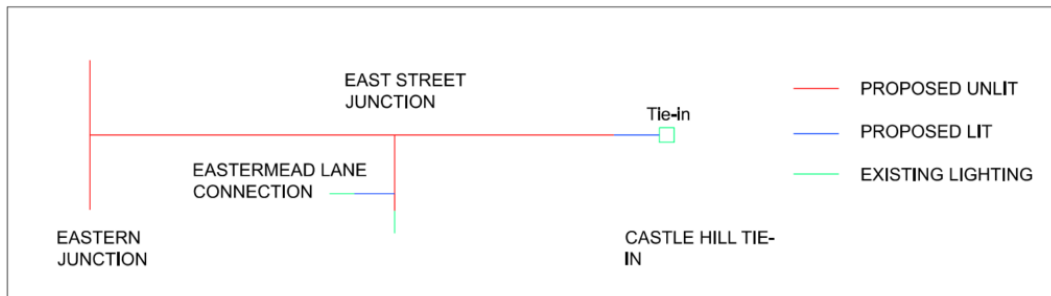 EAST STREET
JUNCTION
PROPOSED UNLIT
Tie-in
PROPOSED LIT
EASTERMEAD LANE
CONNECTION
EXISTING LIGHTING
EASTERN
JUNCTION
CASTLE HILL TIE-
IN